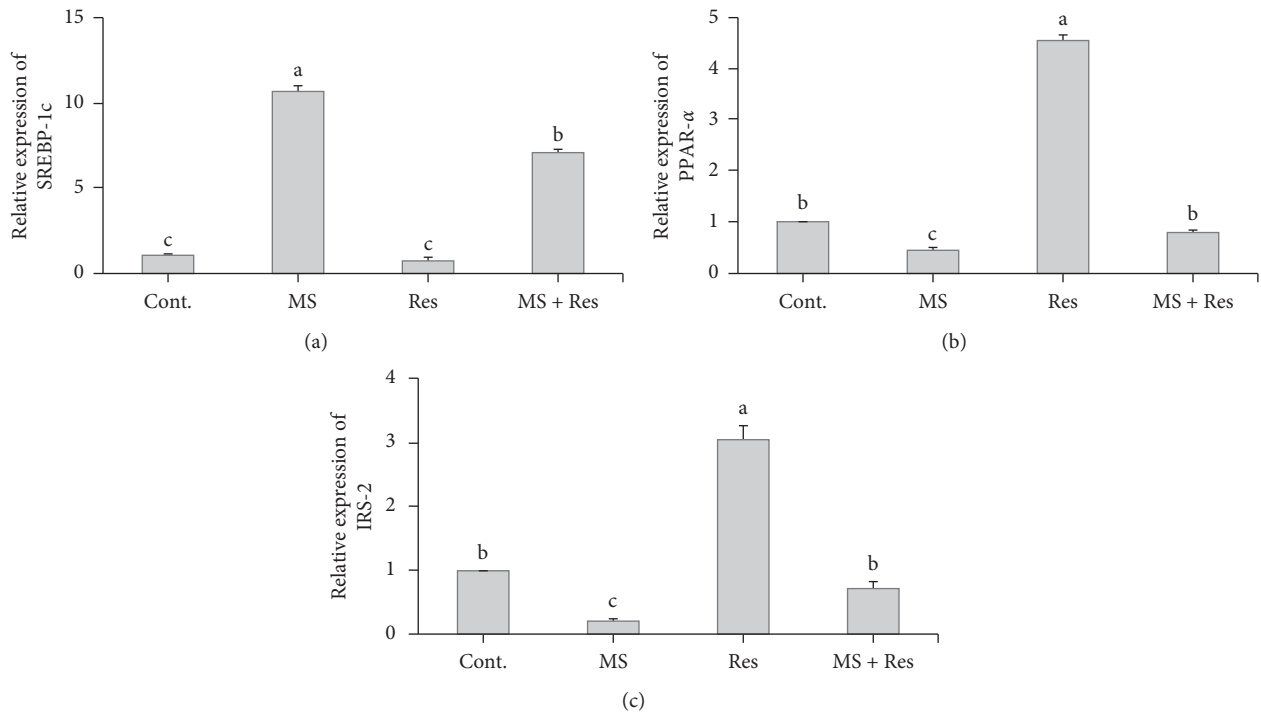 Relative expression of
SREBP-1c
15
10
5
0
c
a
c
b
Cont.
MS
Res
MS + Res
(a)
Relative expression of
PPAR-α
5
4
3
2
1
0
b
c
a
b
Cont.
MS
Res
MS + Res
(b)
Relative expression of
IRS-2
4
3
2
1
0
b
c
a
b
Cont.
MS
Res
MS + Res
(c)